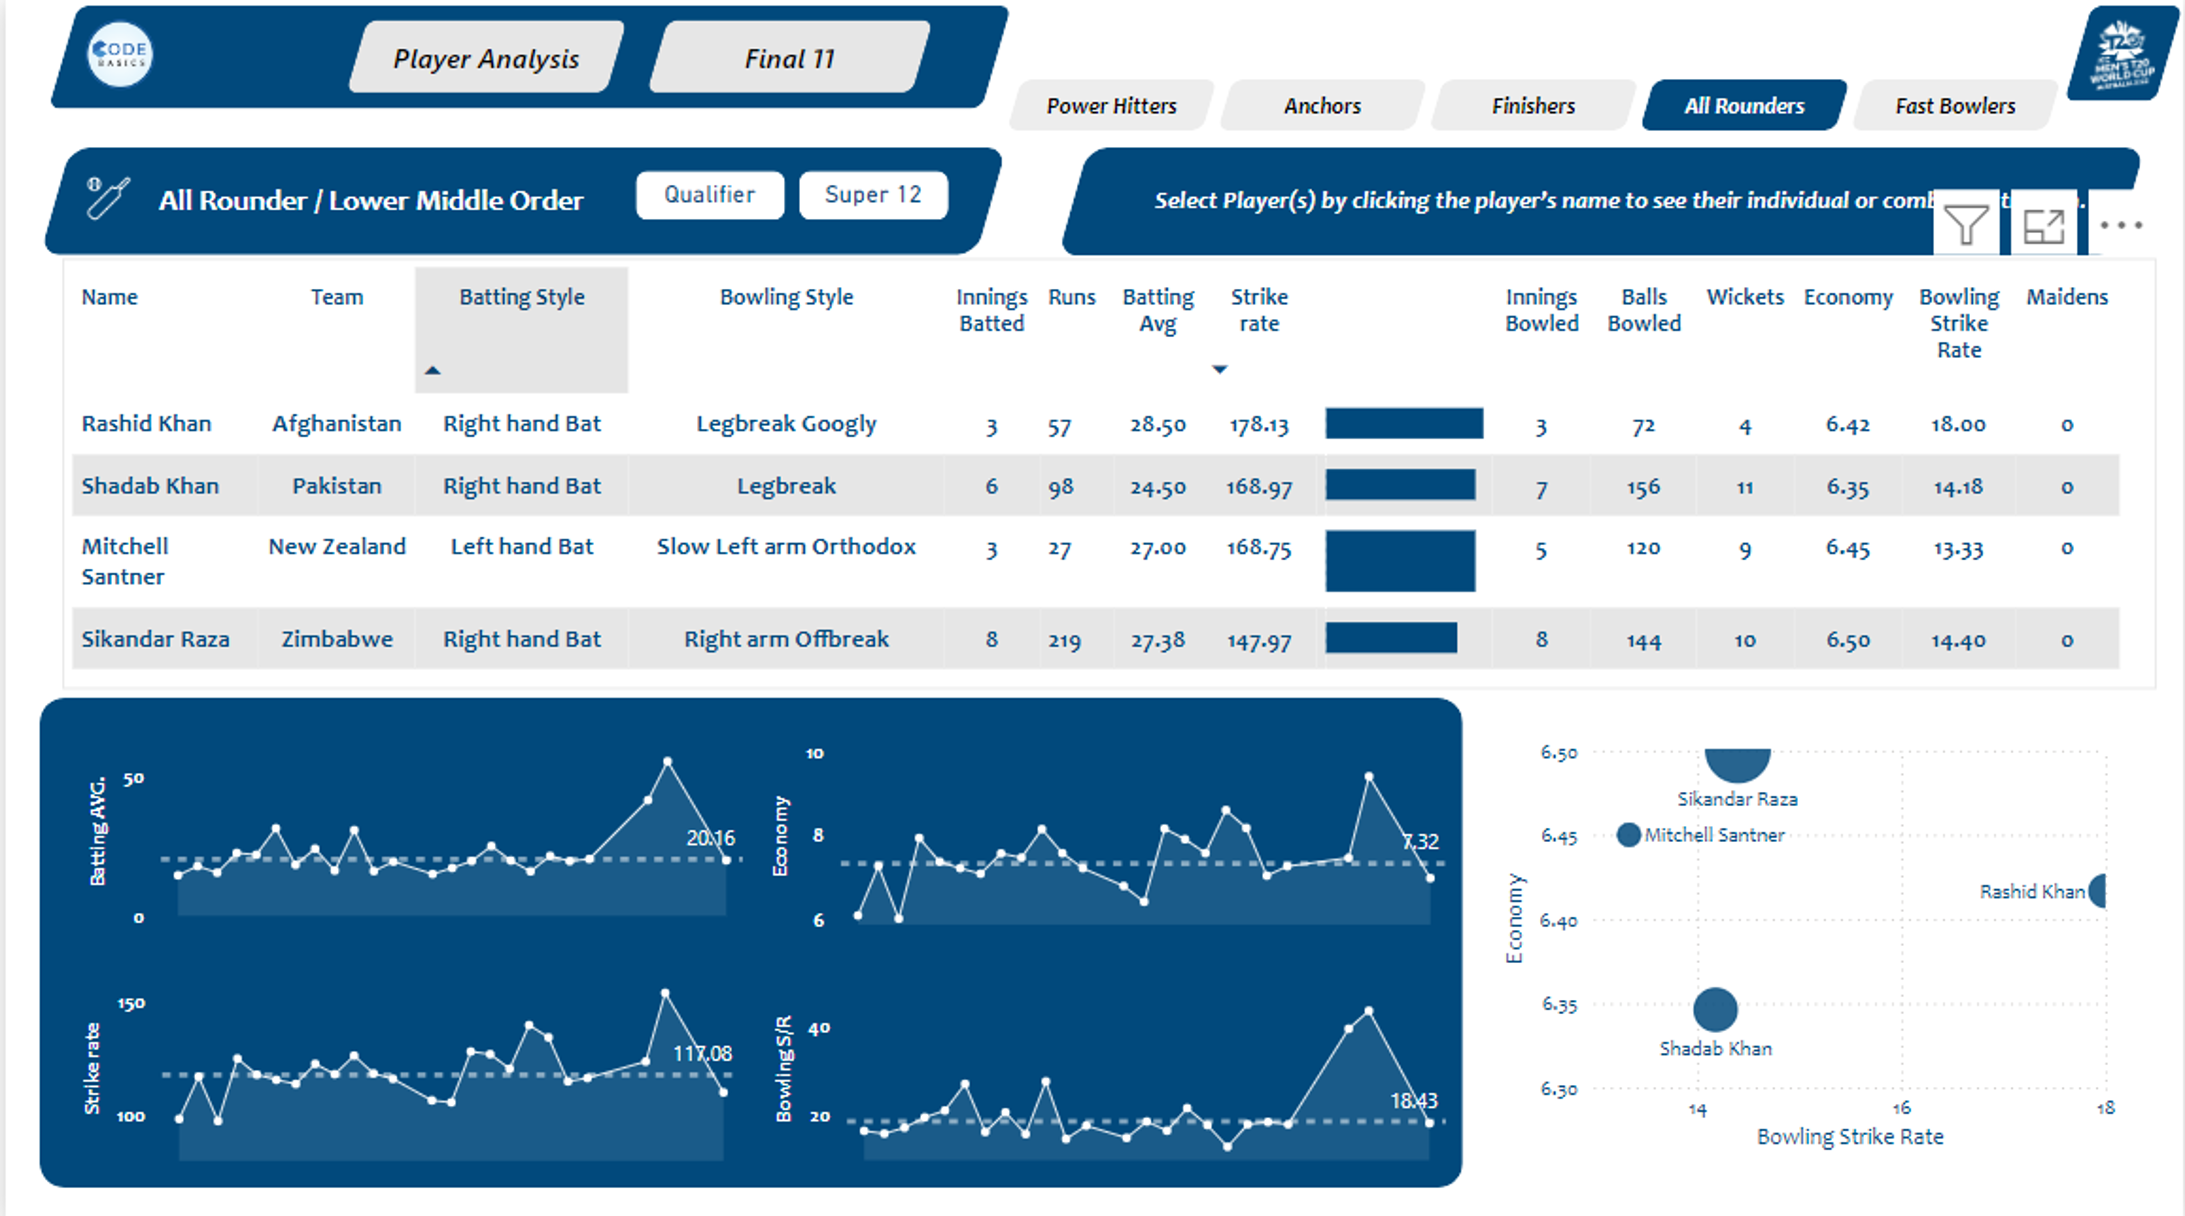 CODE
BASICS
Player Analysis
Final 11
MEN'S T20
WORLD CUP
Power Hitters
Anchors
Finishers
All Rounders
Fast Bowlers
All Rounder / Lower Middle Order
Qualifier
Super 12
Select Player(s) by clicking the player's name to see their individual or
Name Team Batting Style Bowling Style Innings Batted Runs Batting Avg Strike rate Innings Bowled Balls Bowled Wickets Economy Bowling Strike Rate Maidens
Rashid Khan Afghanistan Right hand Bat Legbreak Googly 3 57 28.50 178.13 3 72 4 6.42 18.00 0
Shadab Khan Pakistan Right hand Bat Legbreak 6 98 24.50 168.97 7 156 11 6.35 14.18 0
Mitchell Santner New Zealand Left hand Bat Slow Left arm Orthodox 3 27 27.00 168.75 5 120 9 6.45 13.33 0
Sikandar Raza Zimbabwe Right hand Bat Right arm Offbreak 8 219 27.38 147.97 8 144 10 6.50 14.40 0
Batting AVG.
50
0
20.16
Economy
10
8
6
7.32
Strike rate
150
100
117.08
Bowling S/R
40
20
18.43
Economy
6.50
6.45
6.40
6.35
6.30
Sikandar Raza
Mitchell Santner
Rashid Khan
Shadab Khan
14 16 18
Bowling Strike Rate